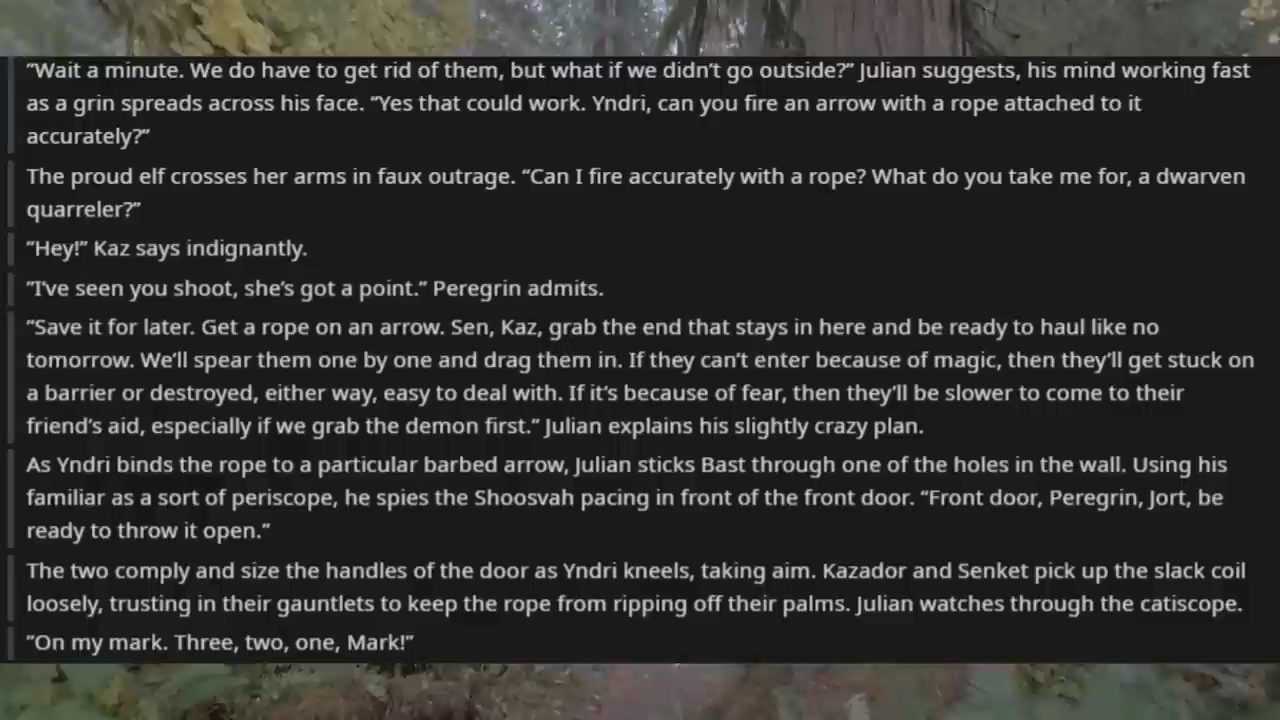 “Wait a minute. We do have to get rid of them, but what if we didn’t go outside?” Julian suggests, his mind working fast
as a grin spreads across his face. “Yes that could work. Yndri, can you fire an arrow with a rope attached to it
accurately?”
The proud elf crosses her arms in faux outrage. “Can I fire accurately with a rope? What do you take me for, a dwarven
quarreler?”
“Hey!” Kaz says indignantly.
“I’ve seen you shoot, she’s got a point.” Peregrin admits.
“Save it for later. Get a rope on an arrow. Sen, Kaz, grab the end that stays in here and be ready to haul like no
tomorrow. We’ll spear them one by one and drag them in. If they can’t enter because of magic, then they’ll get stuck on
a barrier or destroyed, either way, easy to deal with. If it’s because of fear, then they’ll be slower to come to their
friend’s aid, especially if we grab the demon first.” Julian explains his slightly crazy plan.
As Yndri binds the rope to a particular barbed arrow, Julian sticks Bast through one of the holes in the wall. Using his
familiar as a sort of periscope, he spies the Shoosvah pacing in front of the front door. “Front door, Peregrin, Jort, be
ready to throw it open.”
The two comply and size the handles of the door as Yndri kneels, taking aim. Kazador and Senket pick up the slack coil
loosely, trusting in their gauntlets to keep the rope from ripping off their palms. Julian watches through the catiscope.
“On my mark. Three, two, one, Mark!”